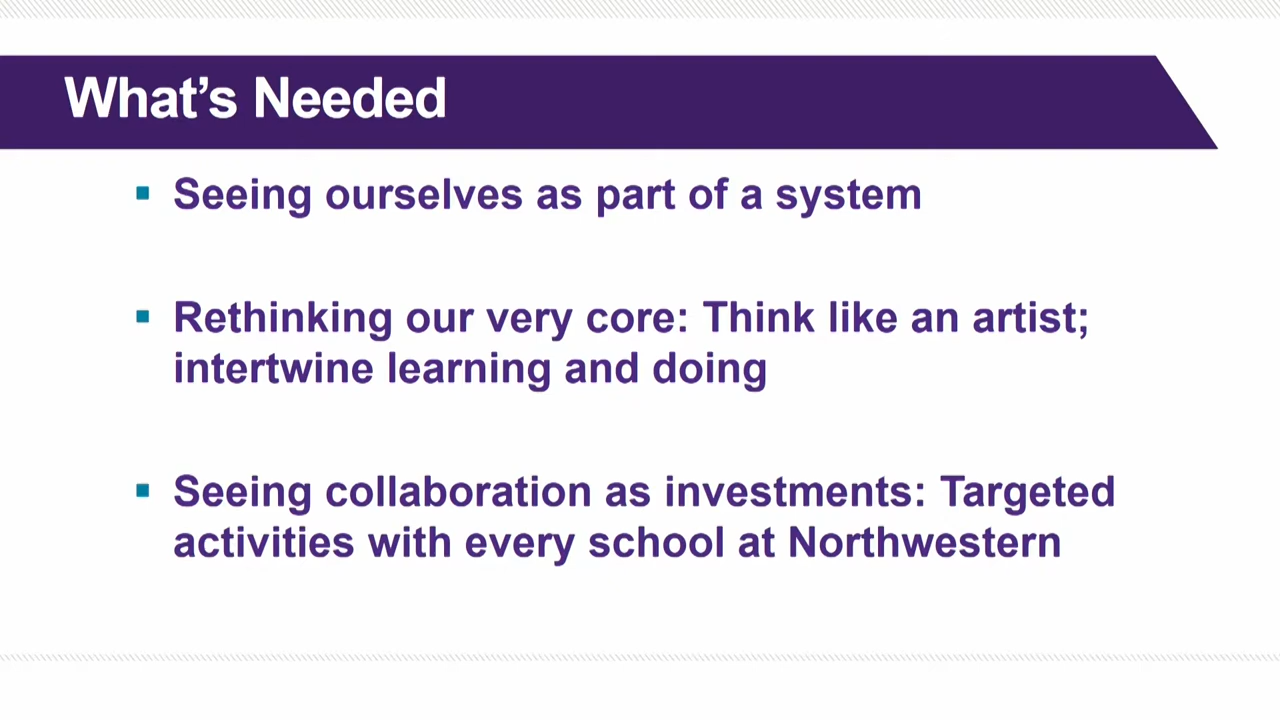 What’s Needed
Seeing ourselves as part of a system
Rethinking our very core: Think like an artist;
intertwine learning and doing
Seeing collaboration as investments: Targeted
activities with every school at Northwestern